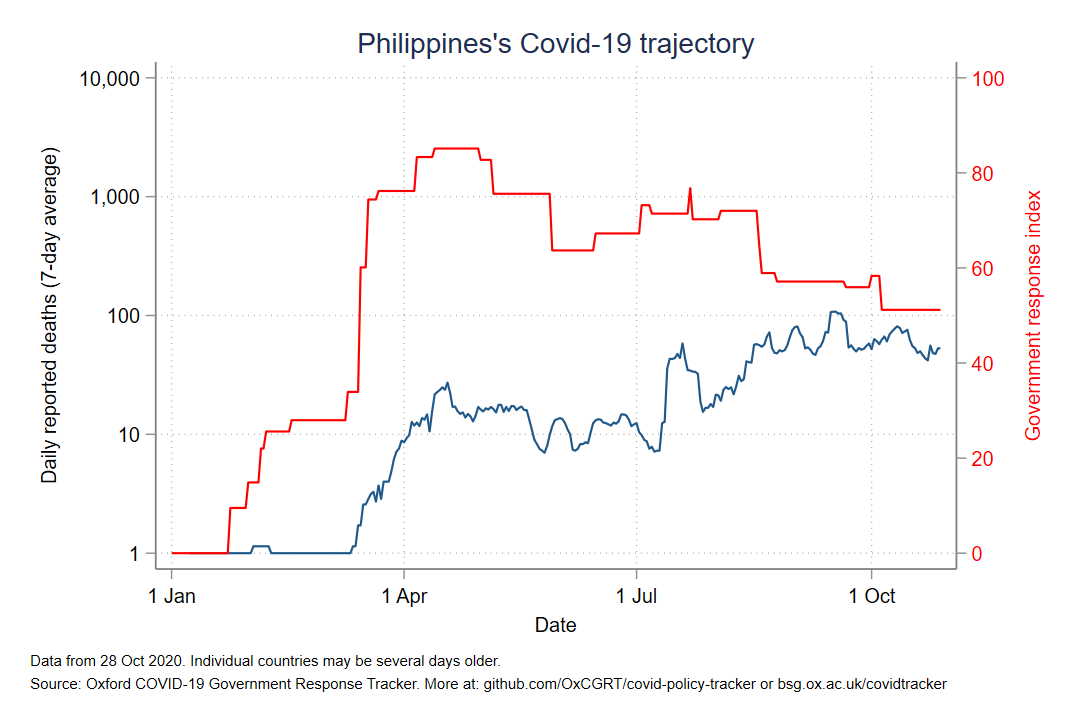 Philippines's Covid-19 trajectory
10,000
1,000
100
10
1
Daily reported deaths (7-day average)
100
80
60
40
20
0
Government response index
1 Jan
1 Apr
1 Jul
1 Oct
Date
Data from 28 Oct 2020. Individual countries may be several days older.
Source: Oxford COVID-19 Government Response Tracker. More at: github.com/OxCGRT/covid-policy-tracker or bsg.ox.ac.uk/covidtracker